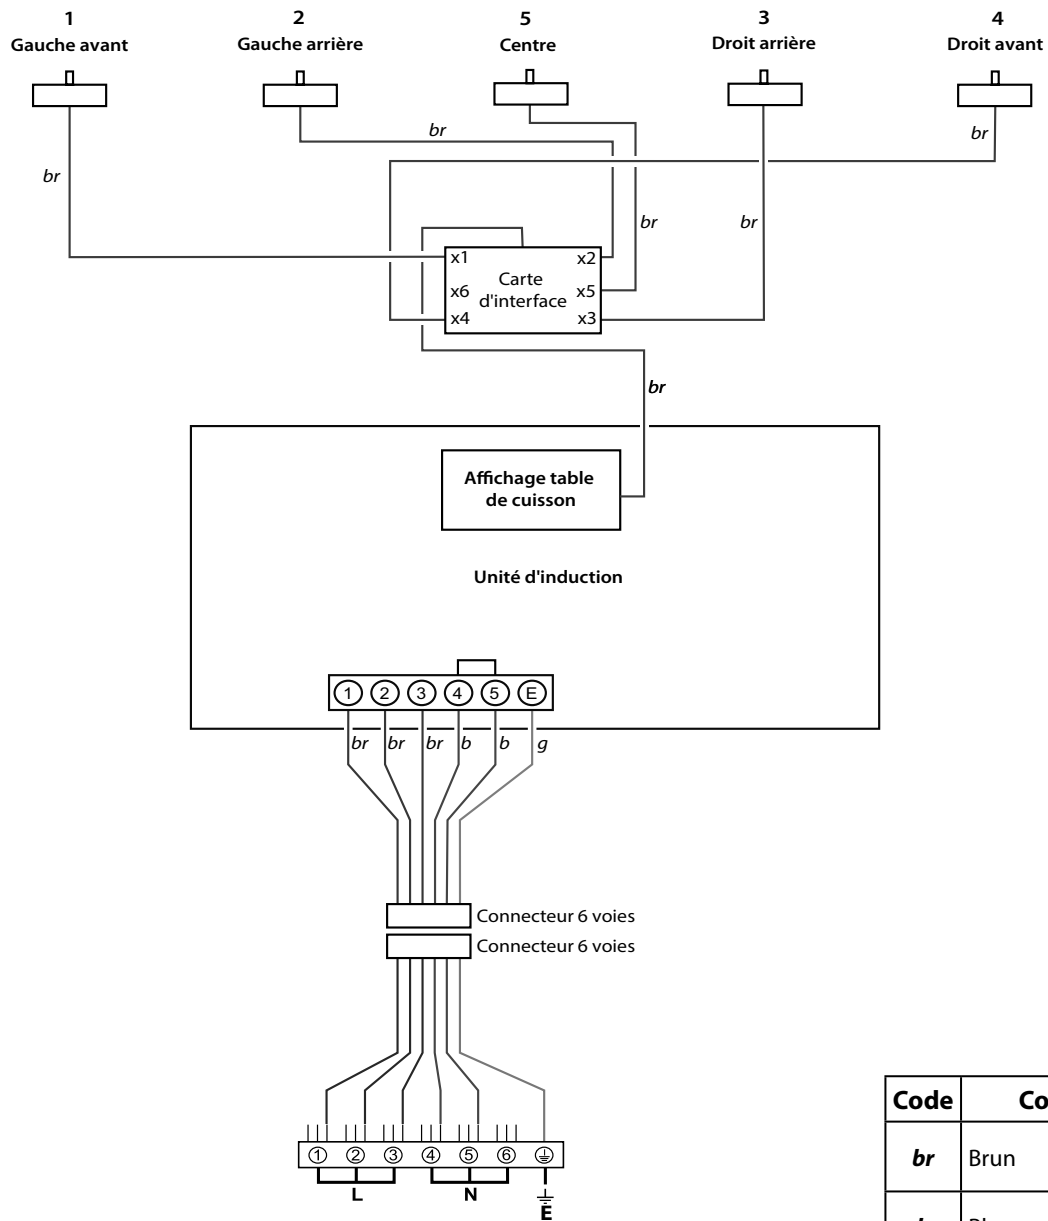 1
Gauche avant
2
Gauche arrière
5
Centre
3
Droit arrière
4
Droit avant
br
br
br
br
br
x1
x2
Carte
d'interface
x6
x5
x4
x3
br
Affichage table
de cuisson
Unité d'induction
1 2 3 4 5 E
br br br b b g
Connecteur 6 voies
Connecteur 6 voies
1 2 3 4 5 6
L
N
E
Code
br
Brun